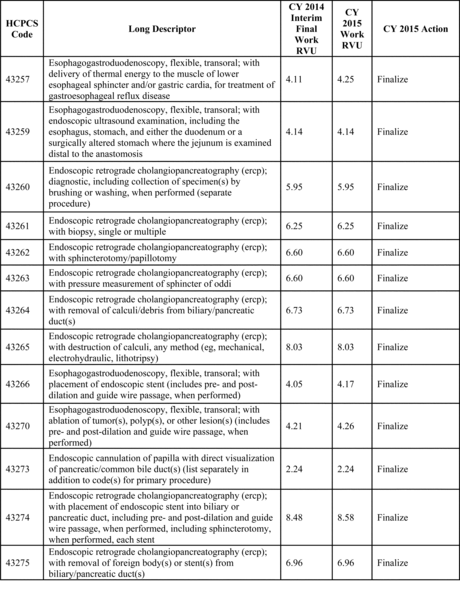 HCPCS
Code
Long Descriptor
CY 2014
Interim
Final
Work
RVU
CY
2015
Work
RVU
CY 2015 Action
43257
Esophagogastroduodenoscopy, flexible, transoral; with
delivery of thermal energy to the muscle of lower
esophageal sphincter and/or gastric cardia, for treatment of
gastroesophageal reflux disease
4.11
4.25
Finalize
43259
Esophagogastroduodenoscopy, flexible, transoral; with
endoscopic ultrasound examination, including the
esophagus, stomach, and either the duodenum or a
surgically altered stomach where the jejunum is examined
distal to the anastomosis
4.14
4.14
Finalize
43260
Endoscopic retrograde cholangiopancreatography (ercp);
diagnostic, including collection of specimen(s) by
brushing or washing, when performed (separate
procedure)
5.95
5.95
Finalize
43261
Endoscopic retrograde cholangiopancreatography (ercp);
with biopsy, single or multiple
6.25
6.25
Finalize
43262
Endoscopic retrograde cholangiopancreatography (ercp);
with sphincterotomy/papillotomy
6.60
6.60
Finalize
43263
Endoscopic retrograde cholangiopancreatography (ercp);
with pressure measurement of sphincter of oddi
6.60
6.60
Finalize
43264
Endoscopic retrograde cholangiopancreatography (ercp);
with removal of calculi/debris from biliary/pancreatic
duct(s)
6.73
6.73
Finalize
43265
Endoscopic retrograde cholangiopancreatography (ercp);
with destruction of calculi, any method (eg, mechanical,
electrohydraulic, lithotripsy)
8.03
8.03
Finalize
43266
Esophagogastroduodenoscopy, flexible, transoral; with
placement of endoscopic stent (includes pre- and post-
dilation and guide wire passage, when performed)
4.05
4.17
Finalize
43270
Esophagogastroduodenoscopy, flexible, transoral; with
ablation of tumor(s), polyp(s), or other lesion(s) (includes
pre- and post-dilation and guide wire passage, when
performed)
4.21
4.26
Finalize
43273
Endoscopic cannulation of papilla with direct visualization
of pancreatic/common bile duct(s) (list separately in
addition to code(s) for primary procedure)
2.24
2.24
Finalize
43274
Endoscopic retrograde cholangiopancreatography (ercp);
with placement of endoscopic stent into biliary or
pancreatic duct, including pre- and post-dilation and guide
wire passage, when performed, including sphincterotomy,
when performed, each stent
8.48
8.58
Finalize
43275
Endoscopic retrograde cholangiopancreatography (ercp);
with removal of foreign body(s) or stent(s) from
biliary/pancreatic duct(s)
6.96
6.96
Finalize